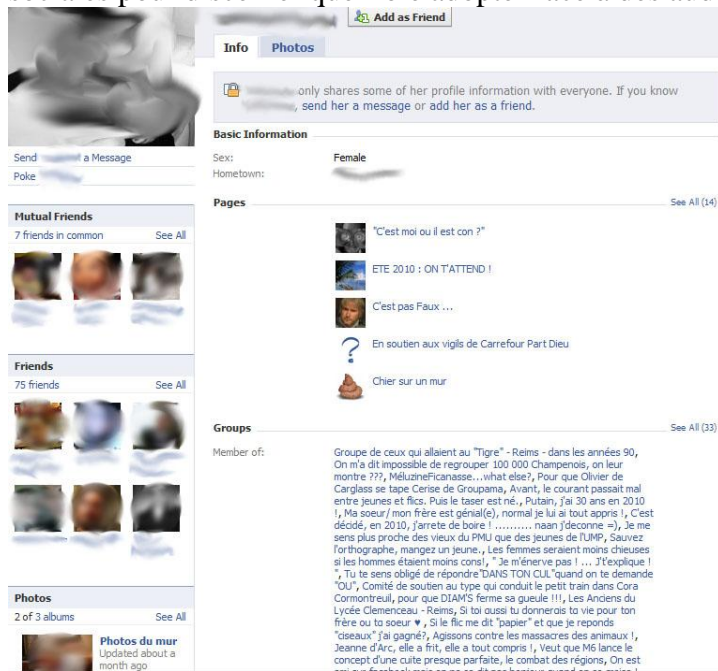 Add as Friend
Info Photos
only shares some of her profile information with everyone. If you know
, send her a message or add her as a friend.
Basic Information
Send a Message
Poke
Sex: Female
Hometown:
Mutual Friends
7 friends in common See All
Friends
75 friends See All
Photos
2 of 3 albums See All
Photos du mur
Updated about a
month ago
Pages See All (14)
"C'est moi ou il est con ?"
ETE 2010 : ON T'ATTEND !
C'est pas Faux ...
En soutien aux vigils de Carrefour Part Dieu
Chier sur un mur
Groups See All (33)
Member of:
Groupe de ceux qui allaient au "Tigre" - Reims - dans les années 90,
On m'a dit impossible de regrouper 100 000 Champenois, on leur
montre ???, MéluzineFicanasse...what else?, Pour que Olivier de
Carglass se tape Cerise de Groupama, Avant, le courant passait mal
entre jeunes et flics. Puis le taser est né., Putain, j'ai 30 ans en 2010
!, Ma soeur/ mon frère est génial(e), normal je lui ai tout appris !, C'est
décidé, en 2010, j'arrete de boire ! .......... naan j'deconne =), Je me
sens plus proche des vieux du PMU que des jeunes de l'UMP, Sauvez
l'orthographe, mangez un jeune., Les femmes seraient moins chieuses
si les hommes étaient moins cons!, " Je m'énerve pas ! ... J't'explique !
", Tu te sens obligé de répondre"DANS TON CUL"quand on te demande
"OU", Comité de soutien au type qui conduit le petit train dans Cora
Cormontreuil, pour que DIAM'S ferme sa gueule !!!, Les Anciens du
Lycée Clemenceau - Reims, Si toi aussi tu donnerais ta vie pour ton
frère ou ta soeur ♥ , Si le flic me dit "papier" et que je reponds
"ciseaux" j'ai gagné?, Agissons contre les massacres des animaux !,
Jeanne d'Arc, elle a frit, elle a tout compris !, Veut que M6 lance le
concept d'une cuite presque parfaite, le combat des régions, On est